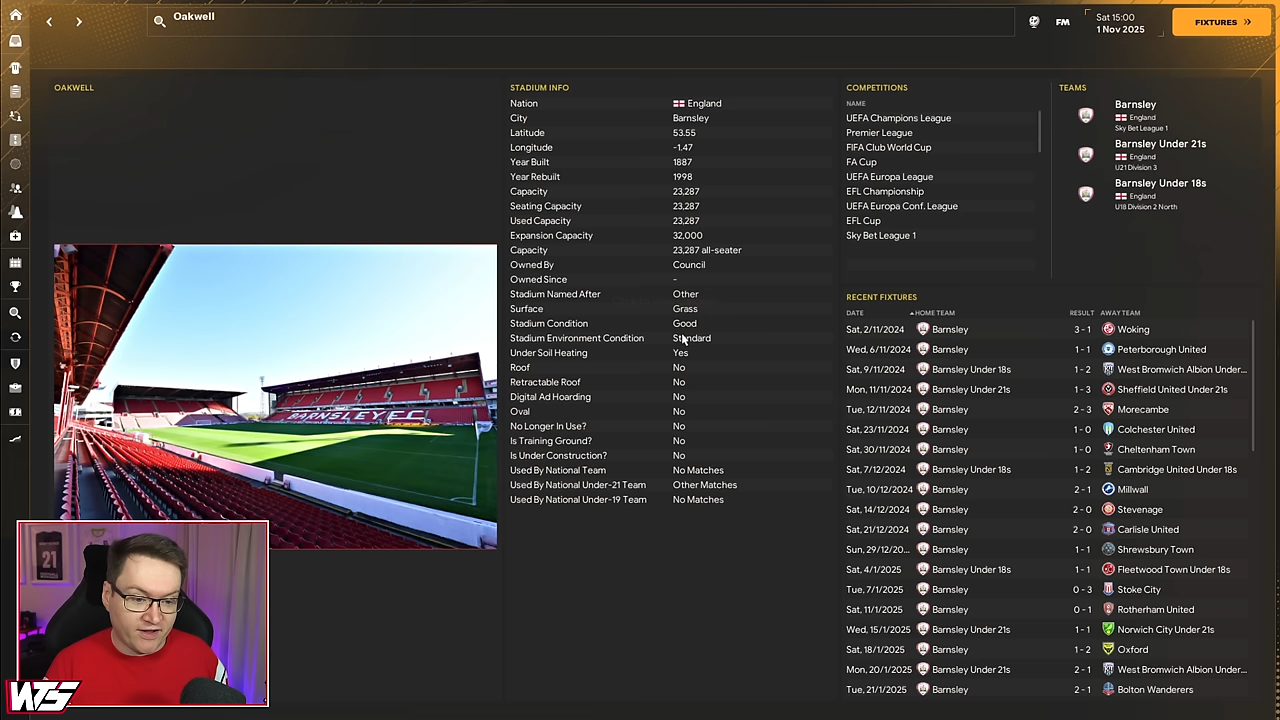 Oakwell
FM
Sat 15:00
1 Nov 2025
FIXTURES
OAKWELL
STADIUM INFO
Nation England
City Barnsley
Latitude 53.55
Longitude -1.47
Year Built 1887
Year Rebuilt 1998
Capacity 23,287
Seating Capacity 23,287
Used Capacity 23,287
Expansion Capacity 32,000
Capacity 23,287 all-seater
Owned By Council
Owned Since -
Stadium Named After Other
Surface Grass
Stadium Condition Good
Stadium Environment Condition Standard
Under Soil Heating Yes
Roof No
Retractable Roof No
Digital Ad Hoarding No
Oval No
No Longer In Use? No
Is Training Ground? No
Is Under Construction? No
Used By National Team No Matches
Used By National Under-21 Team Other Matches
Used By National Under-19 Team No Matches
COMPETITIONS
NAME
UEFA Champions League
Premier League
FIFA Club World Cup
FA Cup
UEFA Europa League
EFL Championship
UEFA Europa Conf. League
EFL Cup
Sky Bet League 1
TEAMS
Barnsley
England
Sky Bet League 1
Barnsley Under 21s
England
U21 Division 3
Barnsley Under 18s
England
U18 Division 2 North
RECENT FIXTURES
DATE HOME TEAM RESULT AWAY TEAM
Sat, 2/11/2024 Barnsley 3 - 1 Woking
Wed, 6/11/2024 Barnsley 1 - 1 Peterborough United
Sat, 9/11/2024 Barnsley Under 18s 1 - 2 West Bromwich Albion Under...
Mon, 11/11/2024 Barnsley Under 21s 1 - 3 Sheffield United Under 21s
Tue, 12/11/2024 Barnsley 2 - 3 Morecambe
Sat, 23/11/2024 Barnsley 1 - 0 Colchester United
Sat, 30/11/2024 Barnsley 1 - 0 Cheltenham Town
Sat, 7/12/2024 Barnsley Under 18s 1 - 2 Cambridge United Under 18s
Tue, 10/12/2024 Barnsley 2 - 1 Millwall
Sat, 14/12/2024 Barnsley 2 - 0 Stevenage
Sat, 21/12/2024 Barnsley 2 - 0 Carlisle United
Sun, 29/12/20... Barnsley 1 - 1 Shrewsbury Town
Sat, 4/1/2025 Barnsley Under 18s 1 - 1 Fleetwood Town Under 18s
Tue, 7/1/2025 Barnsley 0 - 3 Stoke City
Sat, 11/1/2025 Barnsley 0 - 1 Rotherham United
Wed, 15/1/2025 Barnsley Under 21s 1 - 1 Norwich City Under 21s
Sat, 18/1/2025 Barnsley 1 - 2 Oxford
Mon, 20/1/2025 Barnsley Under 21s 2 - 1 West Bromwich Albion Under...
Tue, 21/1/2025 Barnsley 2 - 1 Bolton Wanderers
BARNSLEY F.C.
21
WTS